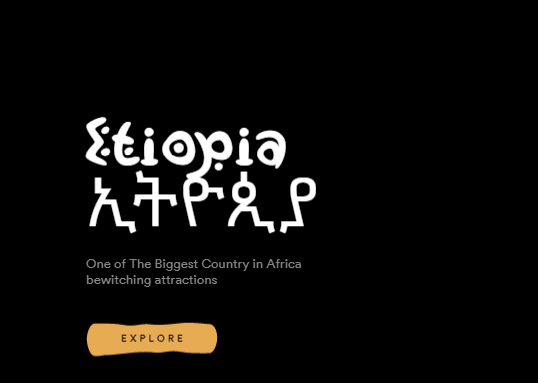 Etiopia
ኢትዮጲያ
One of The Biggest Country in Africa
bewitching attractions
EXPLORE